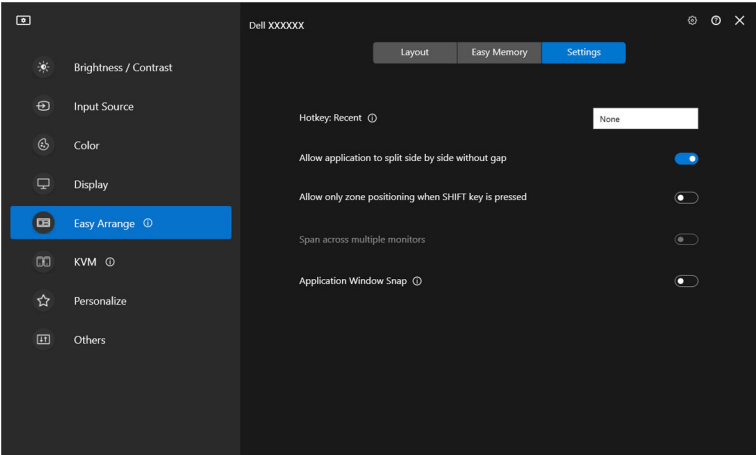 Dell XXXXXX
Layout
Easy Memory
Settings
Brightness / Contrast
Input Source
Color
Display
Easy Arrange
KVM
Personalize
Others
Hotkey: Recent
None
Allow application to split side by side without gap
Allow only zone positioning when SHIFT key is pressed
Span across multiple monitors
Application Window Snap